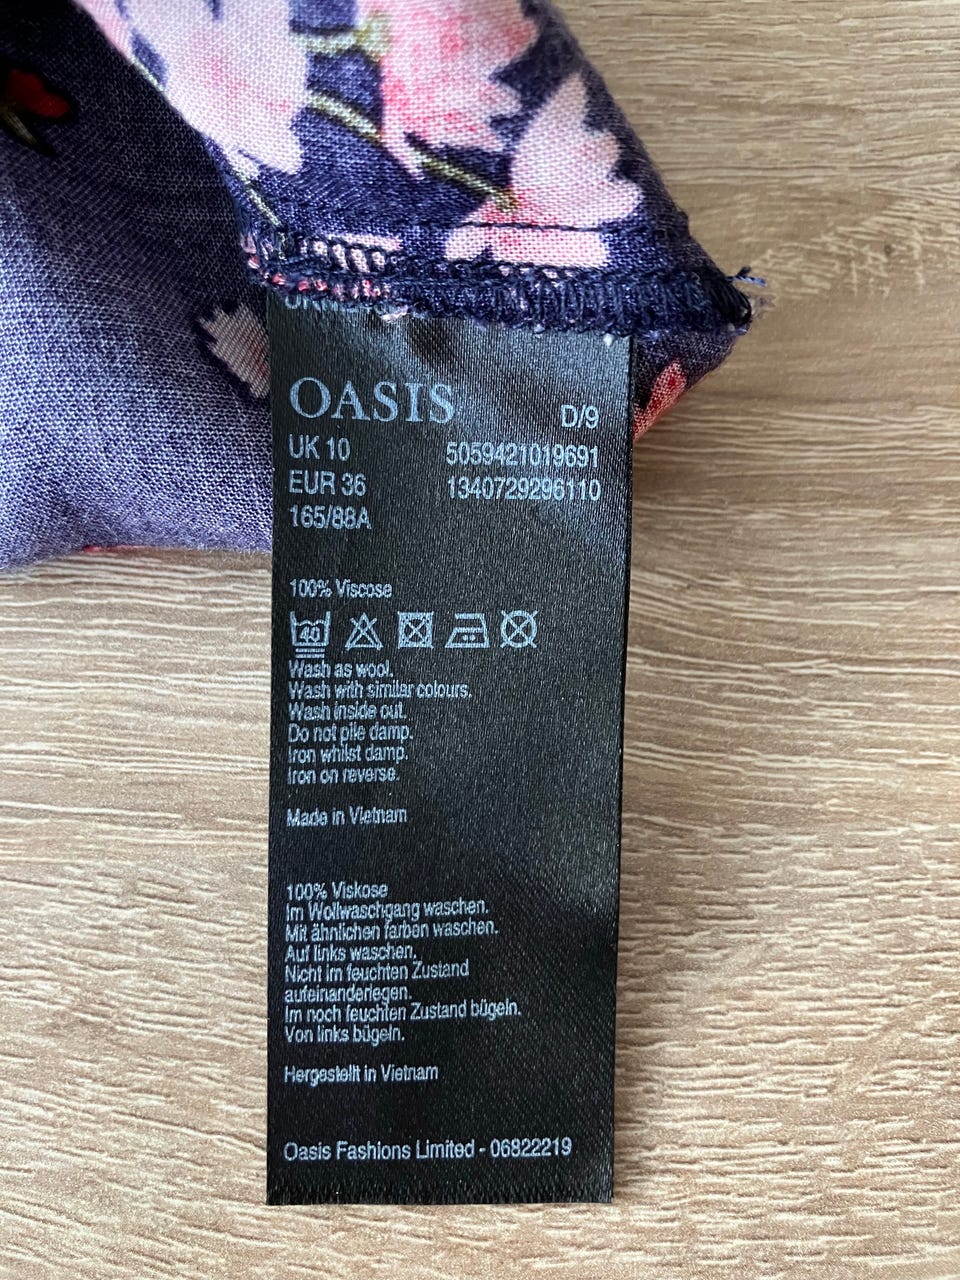 OASIS
D/9
UK 10 5059421019691
EUR 36 1340729296110
165/88A
100% Viscose
40
Wash as wool.
Wash with similar colours.
Wash inside out.
Do not pile damp.
Iron whilst damp.
Iron on reverse.
Made in Vietnam
100% Viskose
Im Wollwaschgang waschen.
Mit ähnlichen farben waschen.
Auf links waschen.
Nicht im feuchten Zustand
aufeinanderlegen.
Im noch feuchten Zustand bügeln.
Von links bügeln.
Hergestellt in Vietnam
Oasis Fashions Limited - 06822219